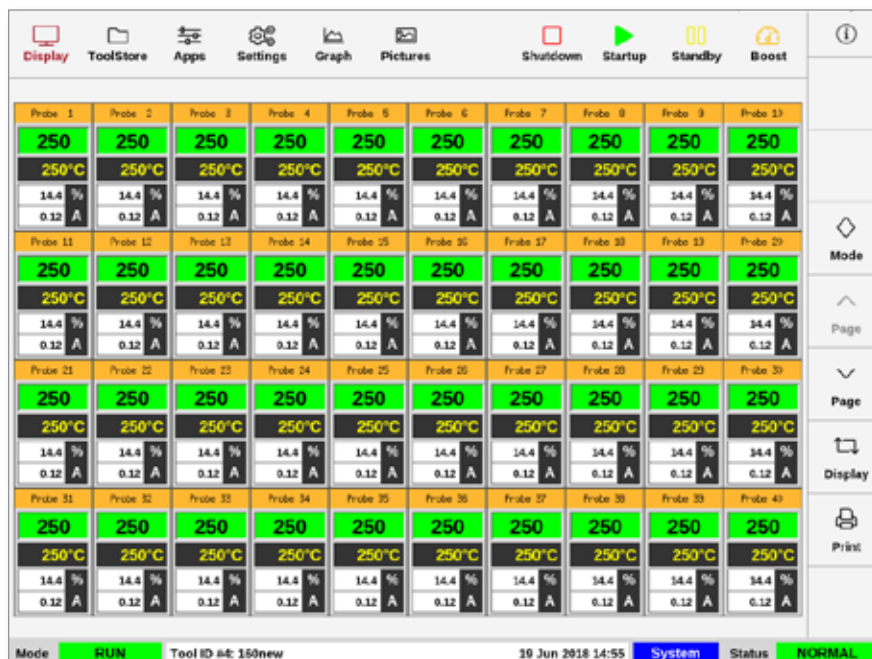 Display ToolStore Apps Settings Graph Pictures Shutdown Startup Standby Boost
Probe 1 Probe 2 Probe 3 Probe 4 Probe 5 Probe 6 Probe 7 Probe 8 Probe 9 Probe 10
250 250 250 250 250 250 250 250 250 250
250°C 250°C 250°C 250°C 250°C 250°C 250°C 250°C 250°C 250°C
14.4 % 14.4 % 14.4 % 14.4 % 14.4 % 14.4 % 14.4 % 14.4 % 14.4 % 14.4 %
0.12 A 0.12 A 0.12 A 0.12 A 0.12 A 0.12 A 0.12 A 0.12 A 0.12 A 0.12 A
Probe 11 Probe 12 Probe 13 Probe 14 Probe 15 Probe 16 Probe 17 Probe 18 Probe 19 Probe 20
250 250 250 250 250 250 250 250 250 250
250°C 250°C 250°C 250°C 250°C 250°C 250°C 250°C 250°C 250°C
14.4 % 14.4 % 14.4 % 14.4 % 14.4 % 14.4 % 14.4 % 14.4 % 14.4 % 14.4 %
0.12 A 0.12 A 0.12 A 0.12 A 0.12 A 0.12 A 0.12 A 0.12 A 0.12 A 0.12 A
Probe 21 Probe 22 Probe 23 Probe 24 Probe 25 Probe 26 Probe 27 Probe 28 Probe 29 Probe 30
250 250 250 250 250 250 250 250 250 250
250°C 250°C 250°C 250°C 250°C 250°C 250°C 250°C 250°C 250°C
14.4 % 14.4 % 14.4 % 14.4 % 14.4 % 14.4 % 14.4 % 14.4 % 14.4 % 14.4 %
0.12 A 0.12 A 0.12 A 0.12 A 0.12 A 0.12 A 0.12 A 0.12 A 0.12 A 0.12 A
Probe 31 Probe 32 Probe 33 Probe 34 Probe 35 Probe 36 Probe 37 Probe 38 Probe 39 Probe 40
250 250 250 250 250 250 250 250 250 250
250°C 250°C 250°C 250°C 250°C 250°C 250°C 250°C 250°C 250°C
14.4 % 14.4 % 14.4 % 14.4 % 14.4 % 14.4 % 14.4 % 14.4 % 14.4 % 14.4 %
0.12 A 0.12 A 0.12 A 0.12 A 0.12 A 0.12 A 0.12 A 0.12 A 0.12 A 0.12 A
Mode
Page
Page
Display
Print
Mode RUN Tool ID #4: 160new 19 Jun 2018 14:55 System Status NORMAL